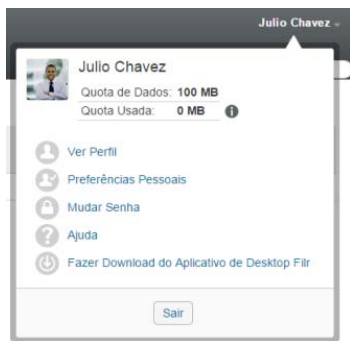 Julio Chavez
Julio Chavez
Quota de Dados: 100 MB
Quota Usada: 0 MB
Ver Perfil
Preferências Pessoais
Mudar Senha
Ajuda
Fazer Download do Aplicativo de Desktop Filr
Sair